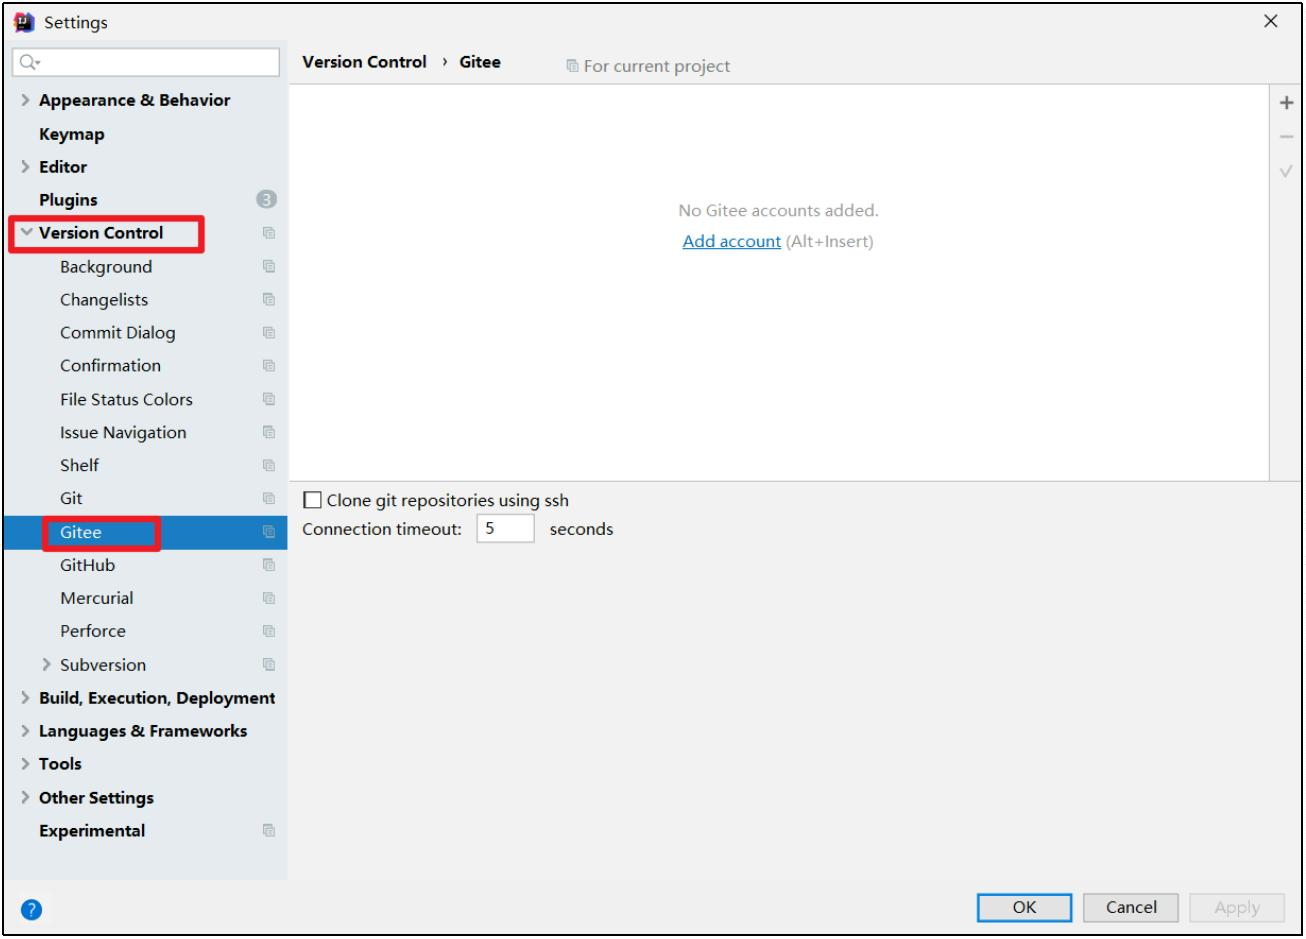 Settings
Version Control › Gitee For current project
Appearance & Behavior
Keymap
Editor
Plugins 3
Version Control
Background
Changelists
Commit Dialog
Confirmation
File Status Colors
Issue Navigation
Shelf
Git
Gitee
GitHub
Mercurial
Perforce
Subversion
Build, Execution, Deployment
Languages & Frameworks
Tools
Other Settings
Experimental
No Gitee accounts added.
Add account (Alt+Insert)
Clone git repositories using ssh
Connection timeout: 5 seconds
?
OK Cancel Apply